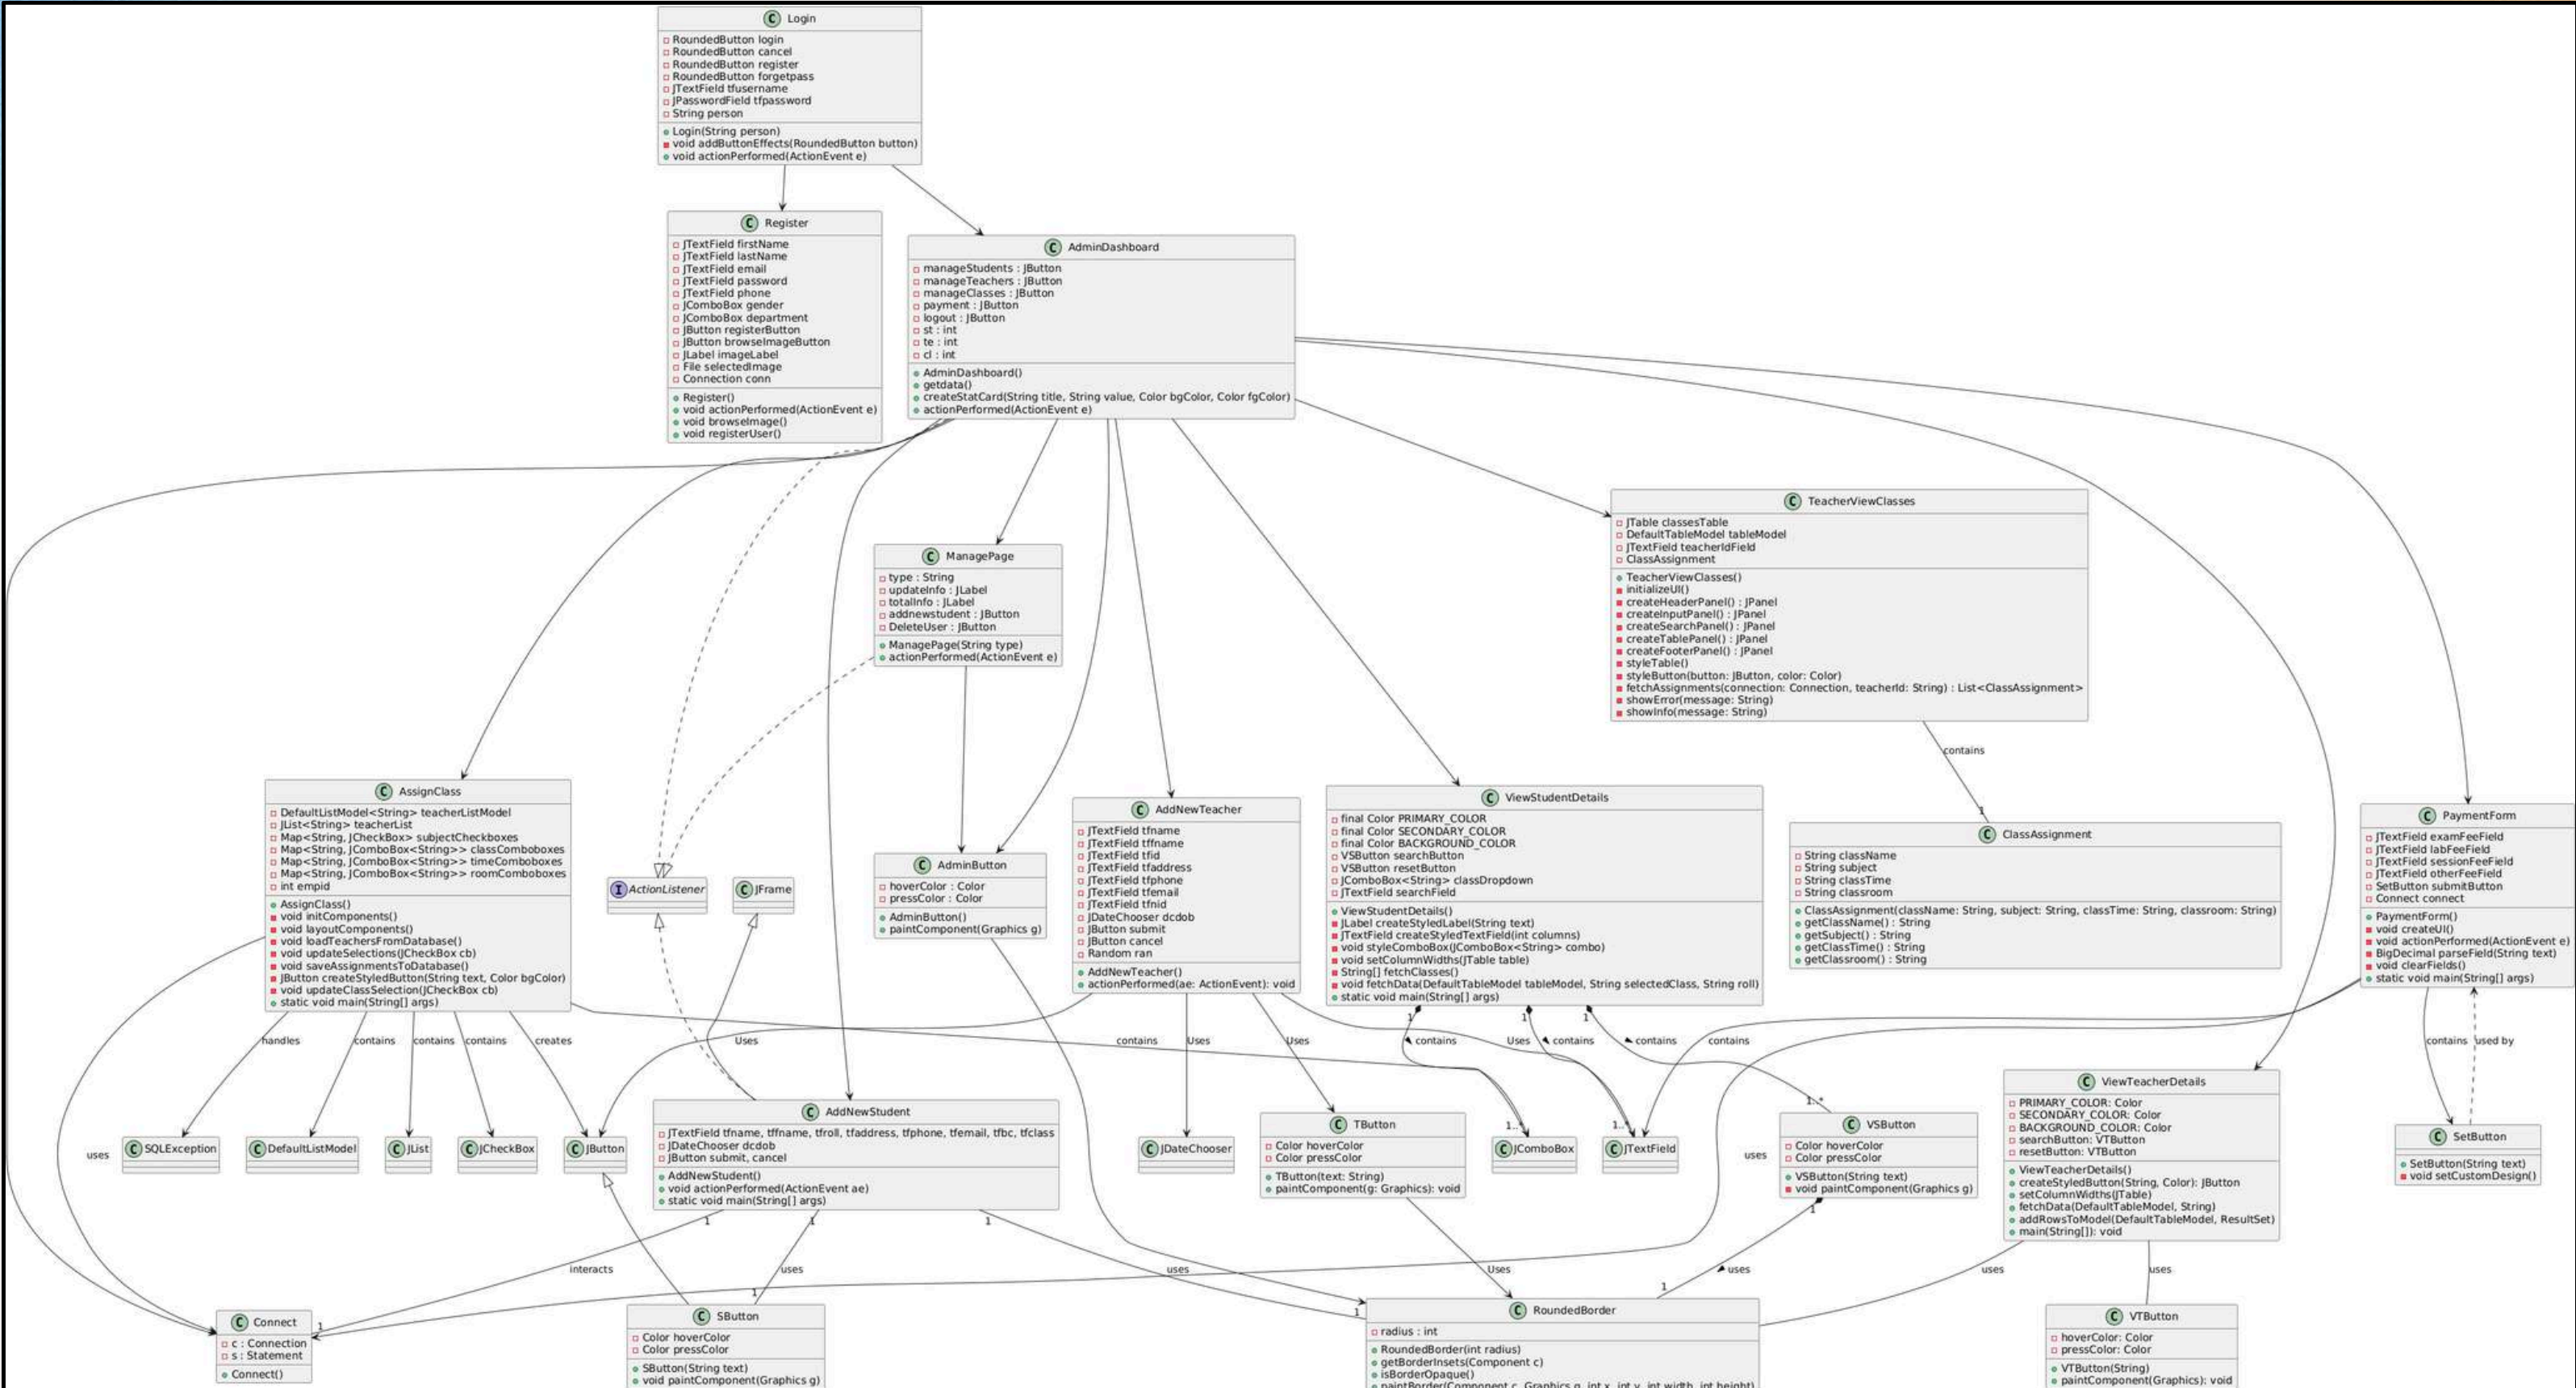 C Login
RoundedButton login
RoundedButton cancel
RoundedButton register
RoundedButton forgetpass
JTextField tfusername
JPasswordField tfpassword
String person
Login(String person)
void addButtonEffects(RoundedButton button)
void actionPerformed(ActionEvent e)
C Register
JTextField firstName
JTextField lastName
JTextField email
JTextField password
JTextField phone
JComboBox gender
JComboBox department
JButton registerButton
JButton browseImageButton
JLabel imageLabel
File selectedImage
Connection conn
Register()
void actionPerformed(ActionEvent e)
void browseImage()
void registerUser()
C AdminDashboard
manageStudents : JButton
manageTeachers : JButton
manageClasses : JButton
payment : JButton
logout : JButton
st : int
te : int
cl : int
AdminDashboard()
getdata()
createStatCard(String title, String value, Color bgColor, Color fgColor)
actionPerformed(ActionEvent e)
C TeacherViewClasses
JTable classesTable
DefaultTableModel tableModel
JTextField teacherIdField
ClassAssignment
TeacherViewClasses()
initializeUI()
createHeaderPanel() : JPanel
createInputPanel() : JPanel
createSearchPanel() : JPanel
createTablePanel() : JPanel
createFooterPanel() : JPanel
styleTable()
styleButton(button: JButton, color: Color)
fetchAssignments(connection: Connection, teacherId: String) : List<ClassAssignment>
showError(message: String)
showInfo(message: String)
C ManagePage
type : String
updateInfo : JLabel
totalInfo : JLabel
addnewstudent : JButton
DeleteUser : JButton
ManagePage(String type)
actionPerformed(ActionEvent e)
contains
1
C AssignClass
DefaultListModel<String> teacherListModel
JList<String> teacherList
Map<String, JCheckBox> subjectCheckboxes
Map<String, JComboBox<String>> classComboboxes
Map<String, JComboBox<String>> timeComboboxes
Map<String, JComboBox<String>> roomComboboxes
int empid
AssignClass()
void initComponents()
void layoutComponents()
void loadTeachersFromDatabase()
void updateSelections(JCheckBox cb)
void saveAssignmentsToDatabase()
JButton createStyledButton(String text, Color bgColor)
void updateClassSelection(JCheckBox cb)
static void main(String[] args)
I ActionListener
C JFrame
C AdminButton
hoverColor : Color
pressColor : Color
AdminButton()
paintComponent(Graphics g)
C AddNewTeacher
JTextField tfname
JTextField tffname
JTextField tfid
JTextField tfaddress
JTextField tfphone
JTextField tfemail
JTextField tfnid
JDateChooser dcdob
JButton submit
JButton cancel
Random ran
AddNewTeacher()
actionPerformed(ae: ActionEvent): void
C ViewStudentDetails
final Color PRIMARY_COLOR
final Color SECONDARY_COLOR
final Color BACKGROUND_COLOR
VSButton searchButton
VSButton resetButton
JComboBox<String> classDropdown
JTextField searchField
ViewStudentDetails()
JLabel createStyledLabel(String text)
JTextField createStyledTextField(int columns)
void styleComboBox(JComboBox<String> combo)
void setColumnWidths(JTable table)
String[] fetchClasses()
void fetchData(DefaultTableModel tableModel, String selectedClass, String roll)
static void main(String[] args)
C ClassAssignment
String className
String subject
String classTime
String classroom
ClassAssignment(className: String, subject: String, classTime: String, classroom: String)
getClassName() : String
getSubject() : String
getClassTime() : String
getClassroom() : String
C PaymentForm
JTextField examFeeField
JTextField labFeeField
JTextField sessionFeeField
JTextField otherFeeField
SetButton submitButton
Connect connect
PaymentForm()
void createUI()
void actionPerformed(ActionEvent e)
BigDecimal parseField(String text)
void clearFields()
static void main(String[] args)
1 1 1
handles contains contains contains creates Uses contains Uses Uses Uses contains contains contains contains contains used by
1..* 1..* 1..*
uses
C SQLException
C DefaultListModel
C JList
C JCheckBox
C JButton
C AddNewStudent
JTextField tfname, tffname, tfroll, tfaddress, tfphone, tfemail, tfbc, tfclass
JDateChooser dcdob
JButton submit, cancel
AddNewStudent()
void actionPerformed(ActionEvent ae)
static void main(String[] args)
C JDateChooser
C TButton
Color hoverColor
Color pressColor
TButton(text: String)
paintComponent(g: Graphics): void
C JComboBox
C JTextField
uses
C VSButton
Color hoverColor
Color pressColor
VSButton(String text)
void paintComponent(Graphics g)
C ViewTeacherDetails
PRIMARY_COLOR: Color
SECONDARY_COLOR: Color
BACKGROUND_COLOR: Color
searchButton: VTButton
resetButton: VTButton
ViewTeacherDetails()
createStyledButton(String, Color): JButton
setColumnWidths(JTable)
fetchData(DefaultTableModel, String)
addRowsToModel(DefaultTableModel, ResultSet)
main(String[]): void
C SetButton
SetButton(String text)
void setCustomDesign()
1 1 1 1
interacts uses uses Uses uses uses uses
1 1 1 1
C Connect
c : Connection
s : Statement
Connect()
C SButton
Color hoverColor
Color pressColor
SButton(String text)
void paintComponent(Graphics g)
C RoundedBorder
radius : int
RoundedBorder(int radius)
getBorderInsets(Component c)
isBorderOpaque()
paintBorder(Component c, Graphics g, int x, int y, int width, int height)
C VTButton
hoverColor: Color
pressColor: Color
VTButton(String)
paintComponent(Graphics): void